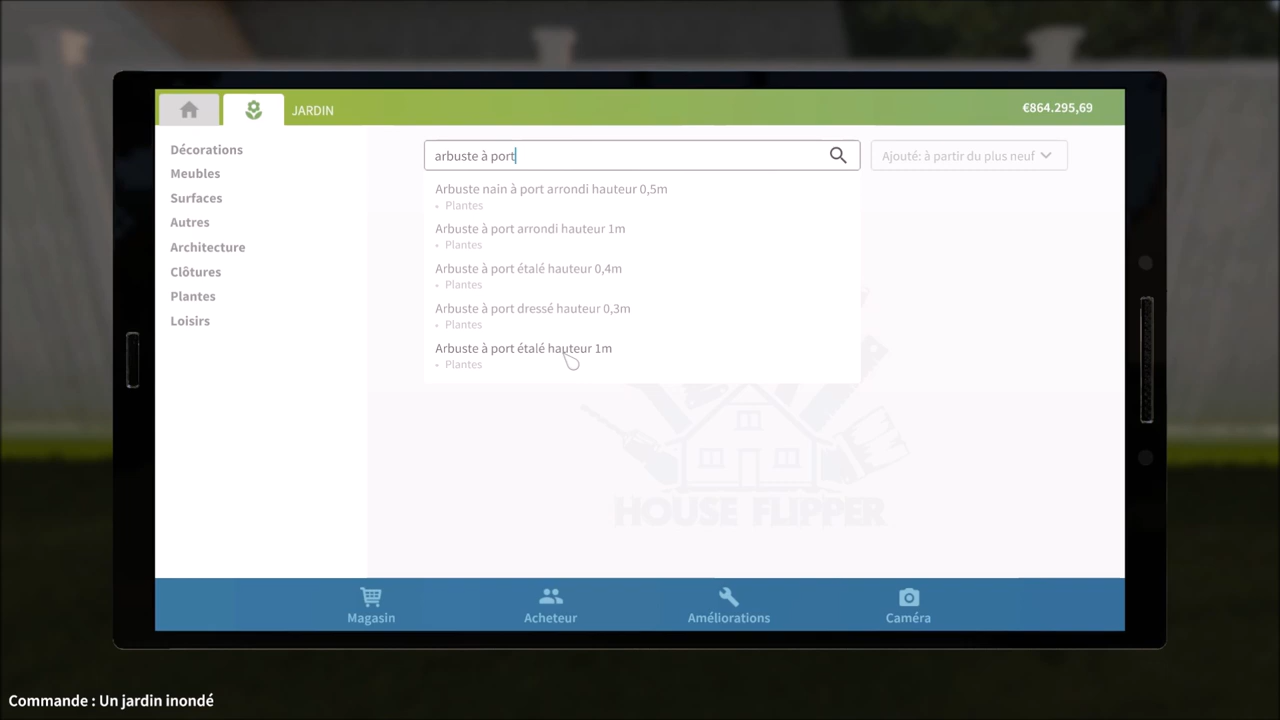 JARDIN
€864.295,69
Décorations
Meubles
Surfaces
Autres
Architecture
Clôtures
Plantes
Loisirs
arbuste à port
Ajouté: à partir du plus neuf
Arbuste nain à port arrondi hauteur 0,5m
• Plantes
Arbuste à port arrondi hauteur 1m
• Plantes
Arbuste à port étalé hauteur 0,4m
• Plantes
Arbuste à port dressé hauteur 0,3m
• Plantes
Arbuste à port étalé hauteur 1m
• Plantes
HOUSE FLIPPER
Magasin
Acheteur
Améliorations
Caméra
Commande : Un jardin inondé